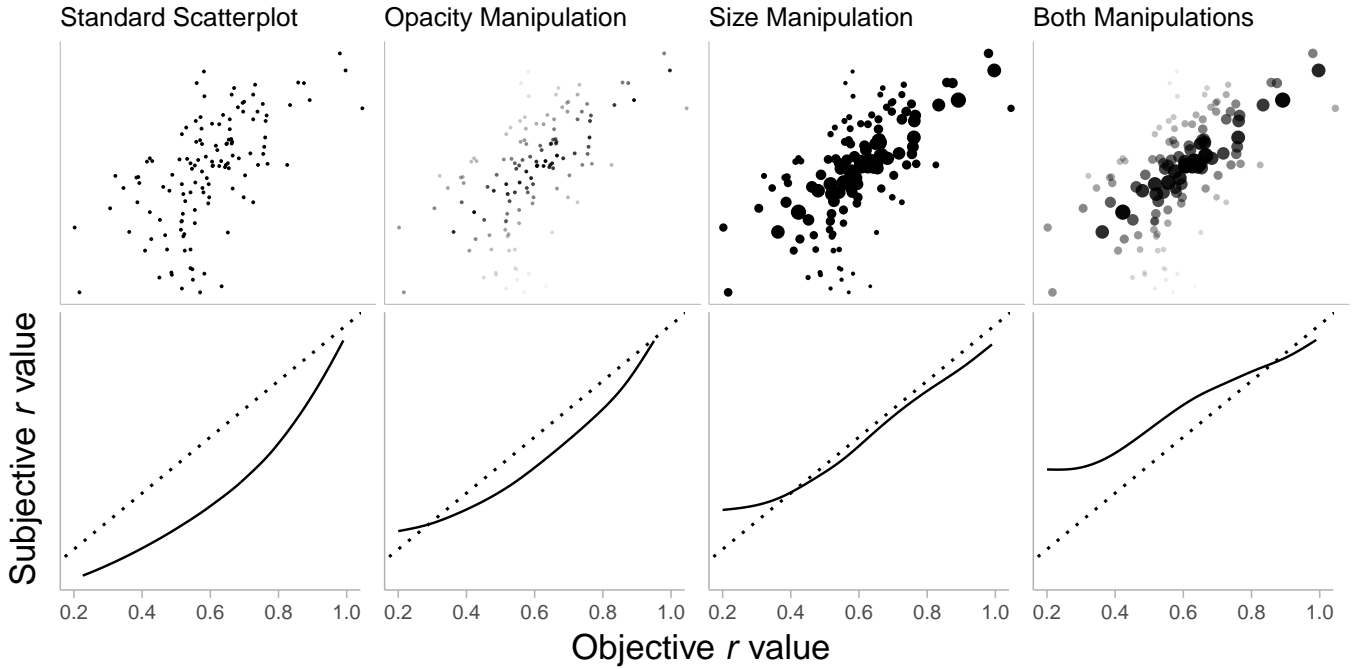 Standard Scatterplot
Opacity Manipulation
Size Manipulation
Both Manipulations
Subjective r value
0.2 0.4 0.6 0.8 1.0
0.2 0.4 0.6 0.8 1.0
0.2 0.4 0.6 0.8 1.0
0.2 0.4 0.6 0.8 1.0
Objective r value